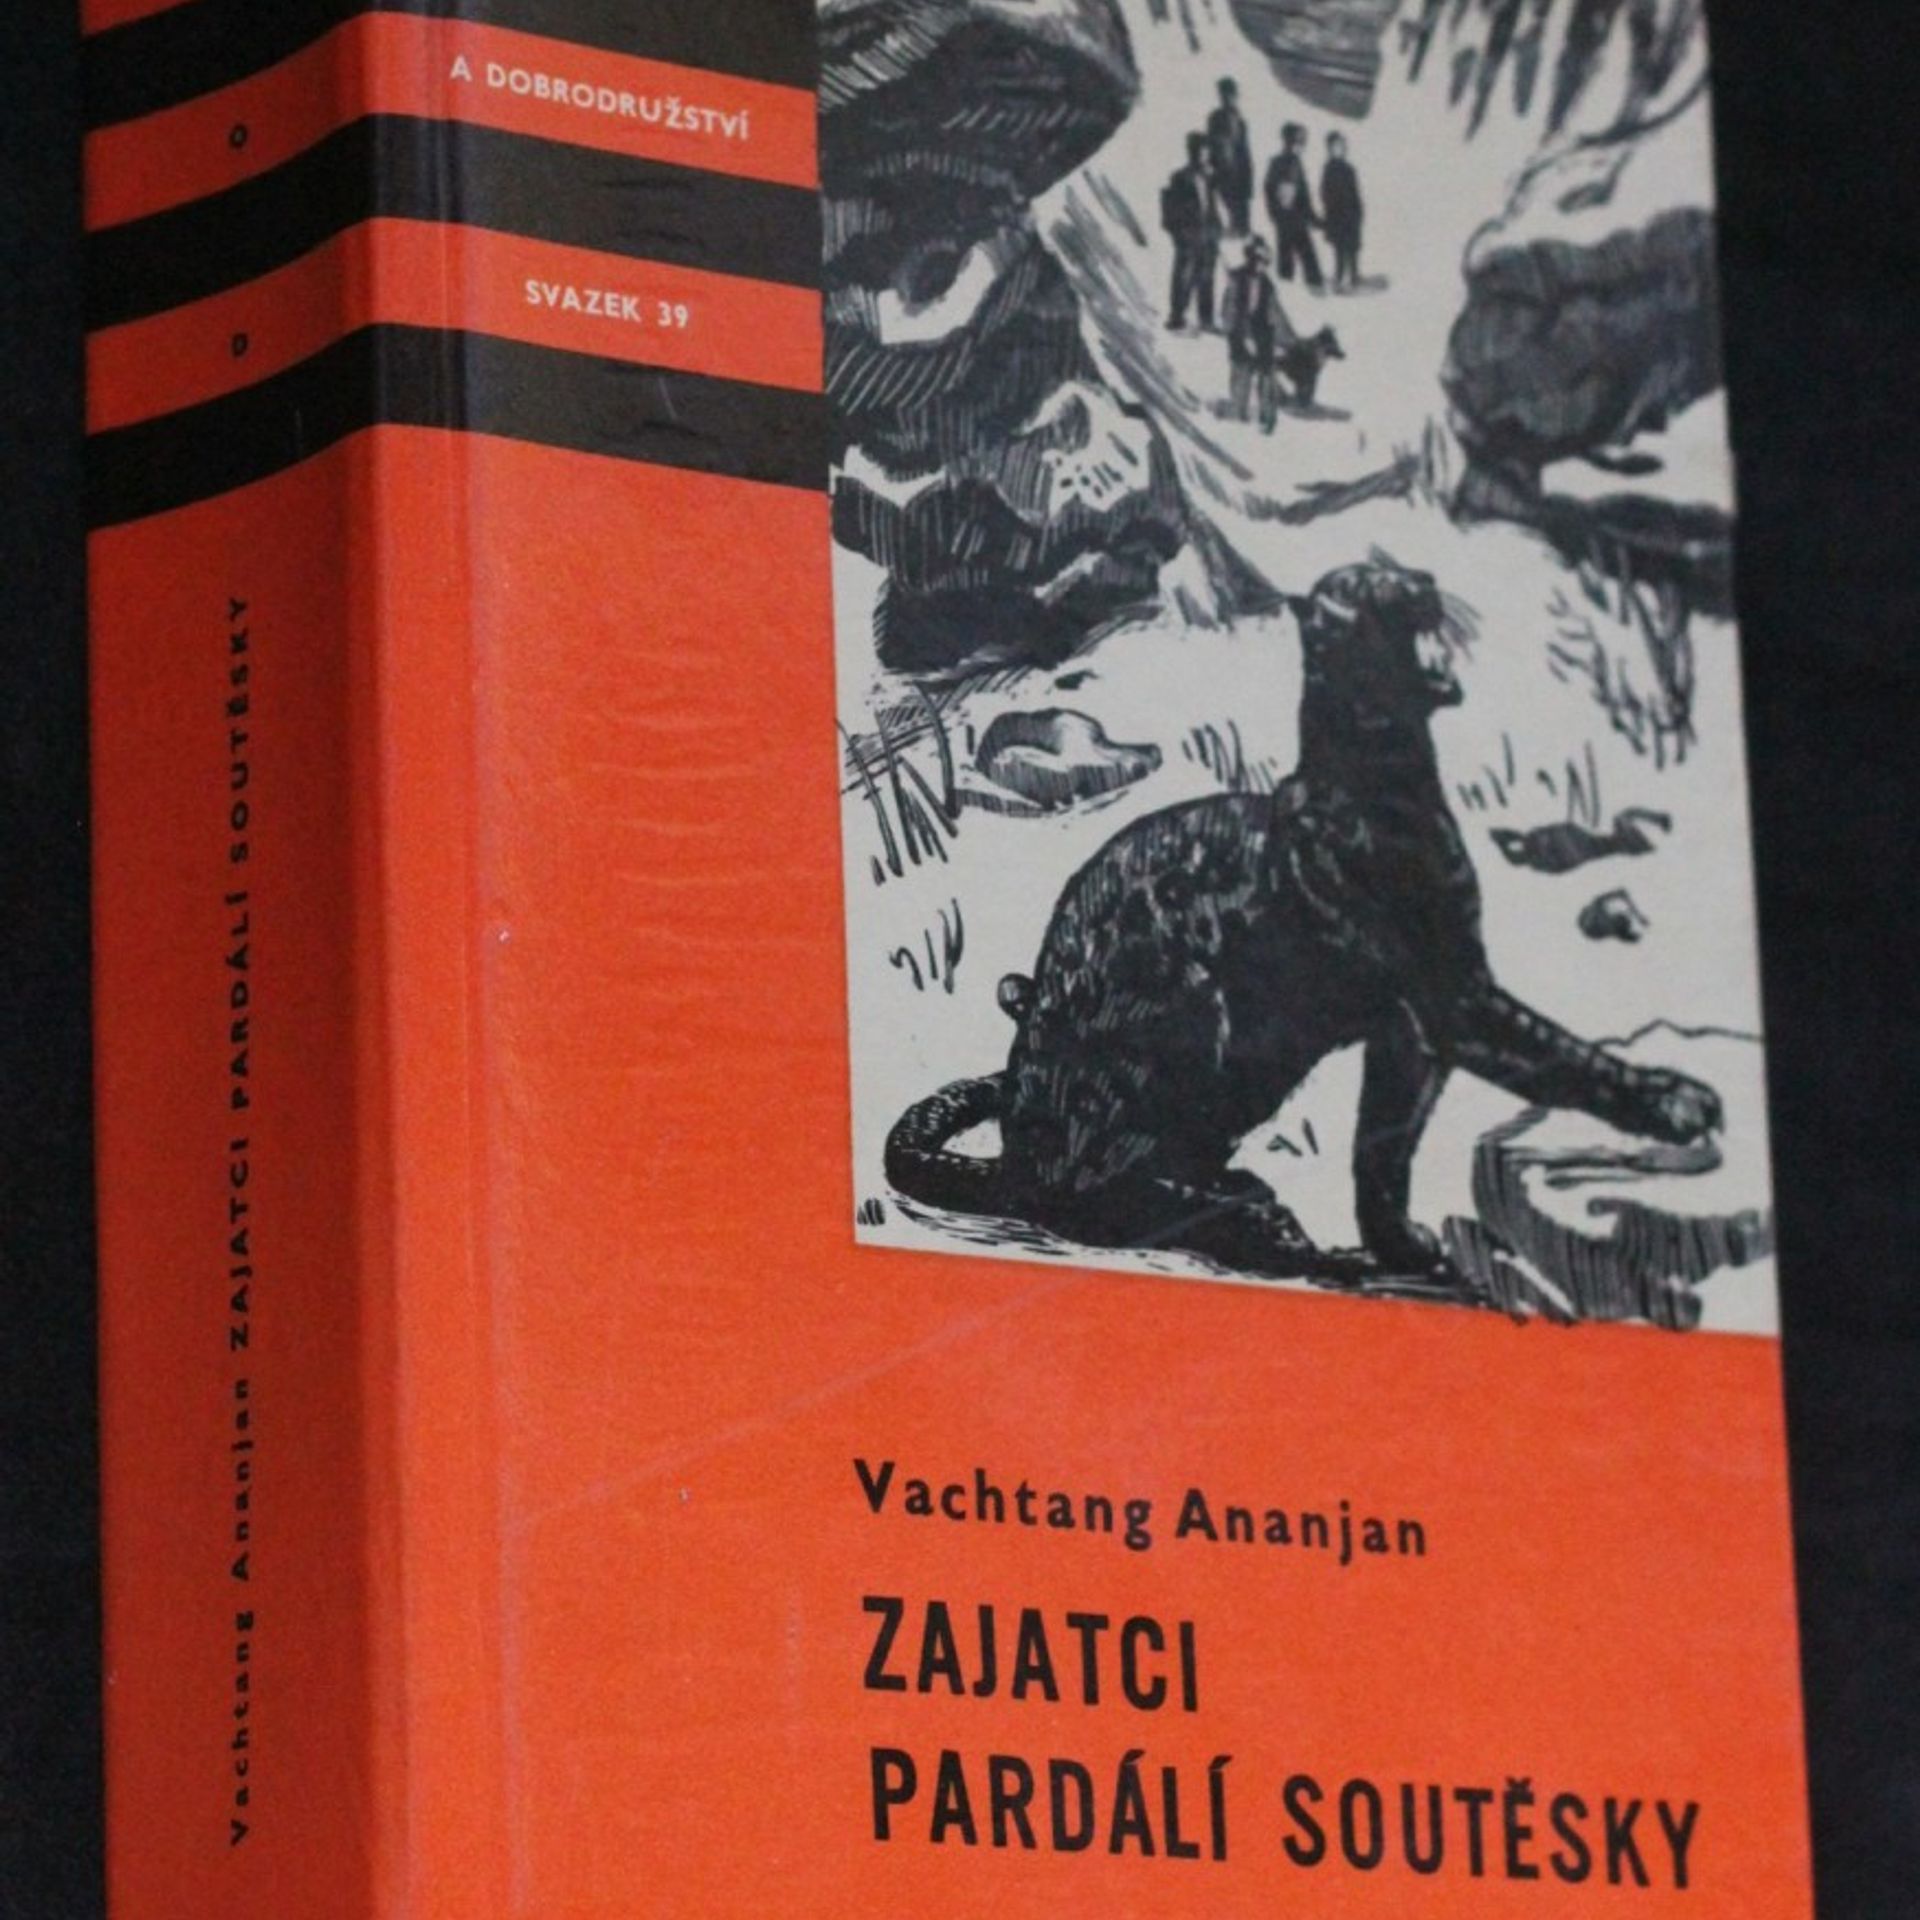 A DOBRODRUŽSTVÍ
SVAZEK 39
O
D
Vachtang Ananjan ZAJATCI PARDÁLÍ SOUTĚSKY
Vachtang Ananjan
ZAJATCI
PARDÁLÍ SOUTĚSKY